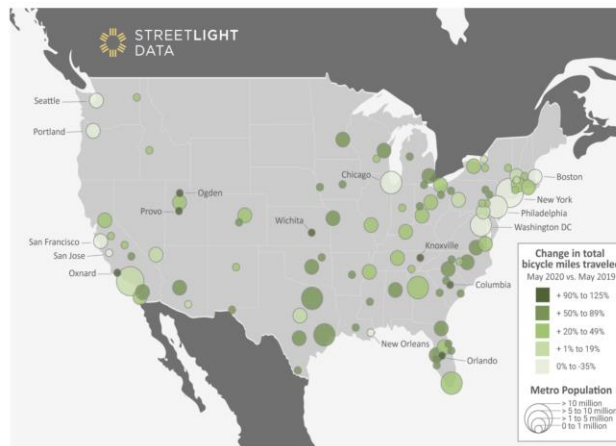 STREETLIGHT
DATA
Seattle
Portland
Ogden
Provo
San Francisco
San Jose
Oxnard
Wichita
Chicago
Knoxville
Columbia
New Orleans
Orlando
Boston
New York
Philadelphia
Washington DC
Change in total
bicycle miles traveled
May 2020 vs. May 2019
+ 90% to 125%
+ 50% to 89%
+ 20% to 49%
+ 1% to 19%
0% to -35%
Metro Population
> 10 million
> 5 to 10 million
> 1 to 5 million
0 to 1 million